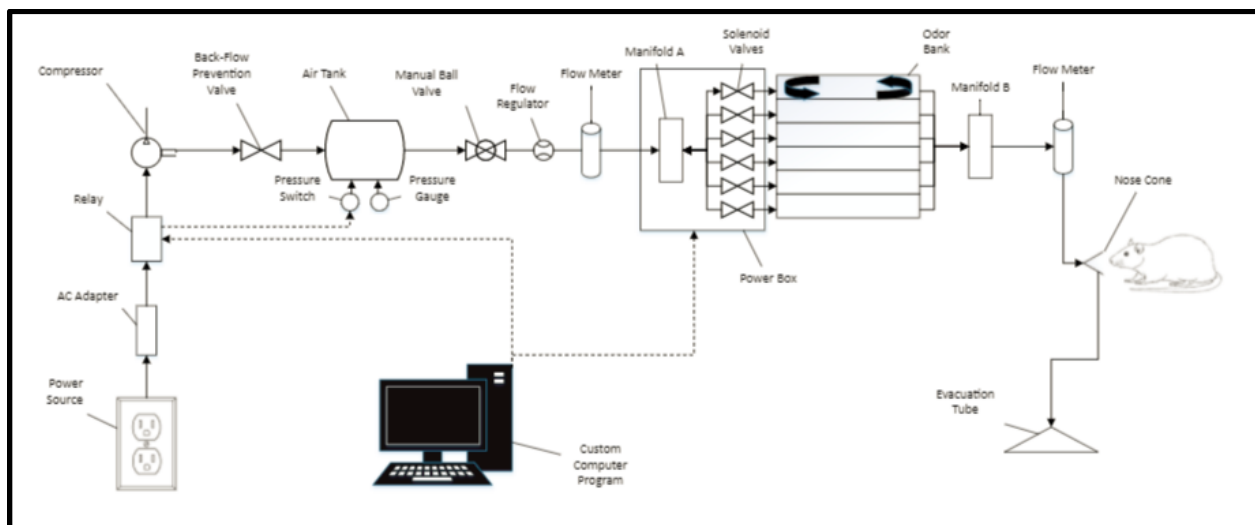 Compressor
Back-Flow
Prevention
Valve
Air Tank
Manual Ball
Valve
Flow
Regulator
Flow Meter
Manifold A
Solenoid
Valves
Odor
Bank
Manifold B
Flow Meter
Pressure
Switch
Pressure
Gauge
Relay
Nose Cone
Power Box
AC Adapter
Power
Source
Custom
Computer
Program
Evacuation
Tube